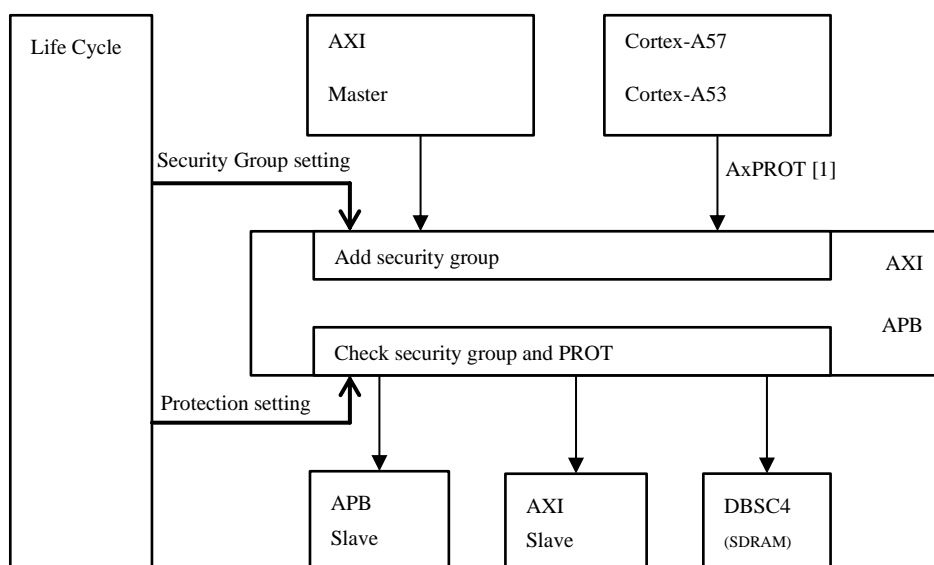 Life Cycle
AXI
Master
Cortex-A57
Cortex-A53
Security Group setting
AxPROT [1]
Add security group
AXI
APB
Check security group and PROT
Protection setting
APB
Slave
AXI
Slave
DBSC4
(SDRAM)